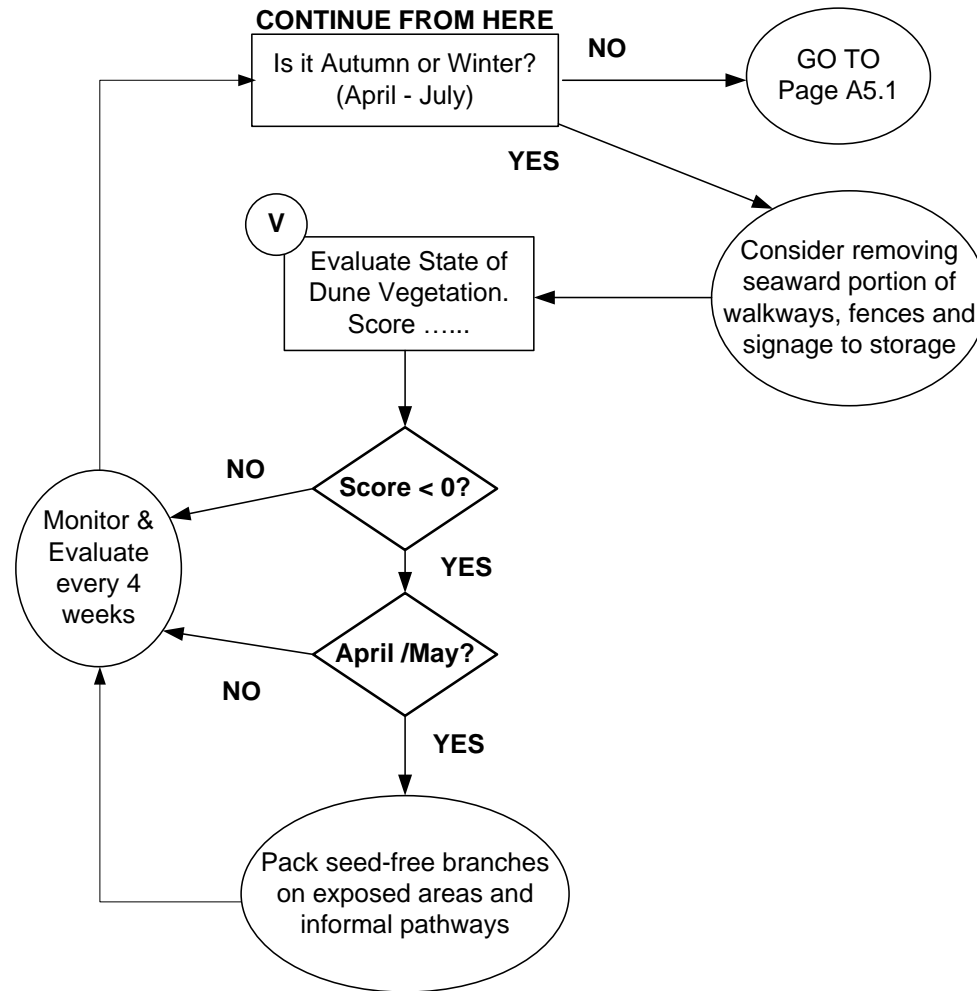 CONTINUE FROM HERE
Is it Autumn or Winter?
(April - July)
NO
GO TO
Page A5.1
YES
Consider removing
seaward portion of
walkways, fences and
signage to storage
V
Evaluate State of
Dune Vegetation.
Score …...
Score < 0?
NO
YES
Monitor &
Evaluate
every 4
weeks
April /May?
NO
YES
Pack seed-free branches
on exposed areas and
informal pathways